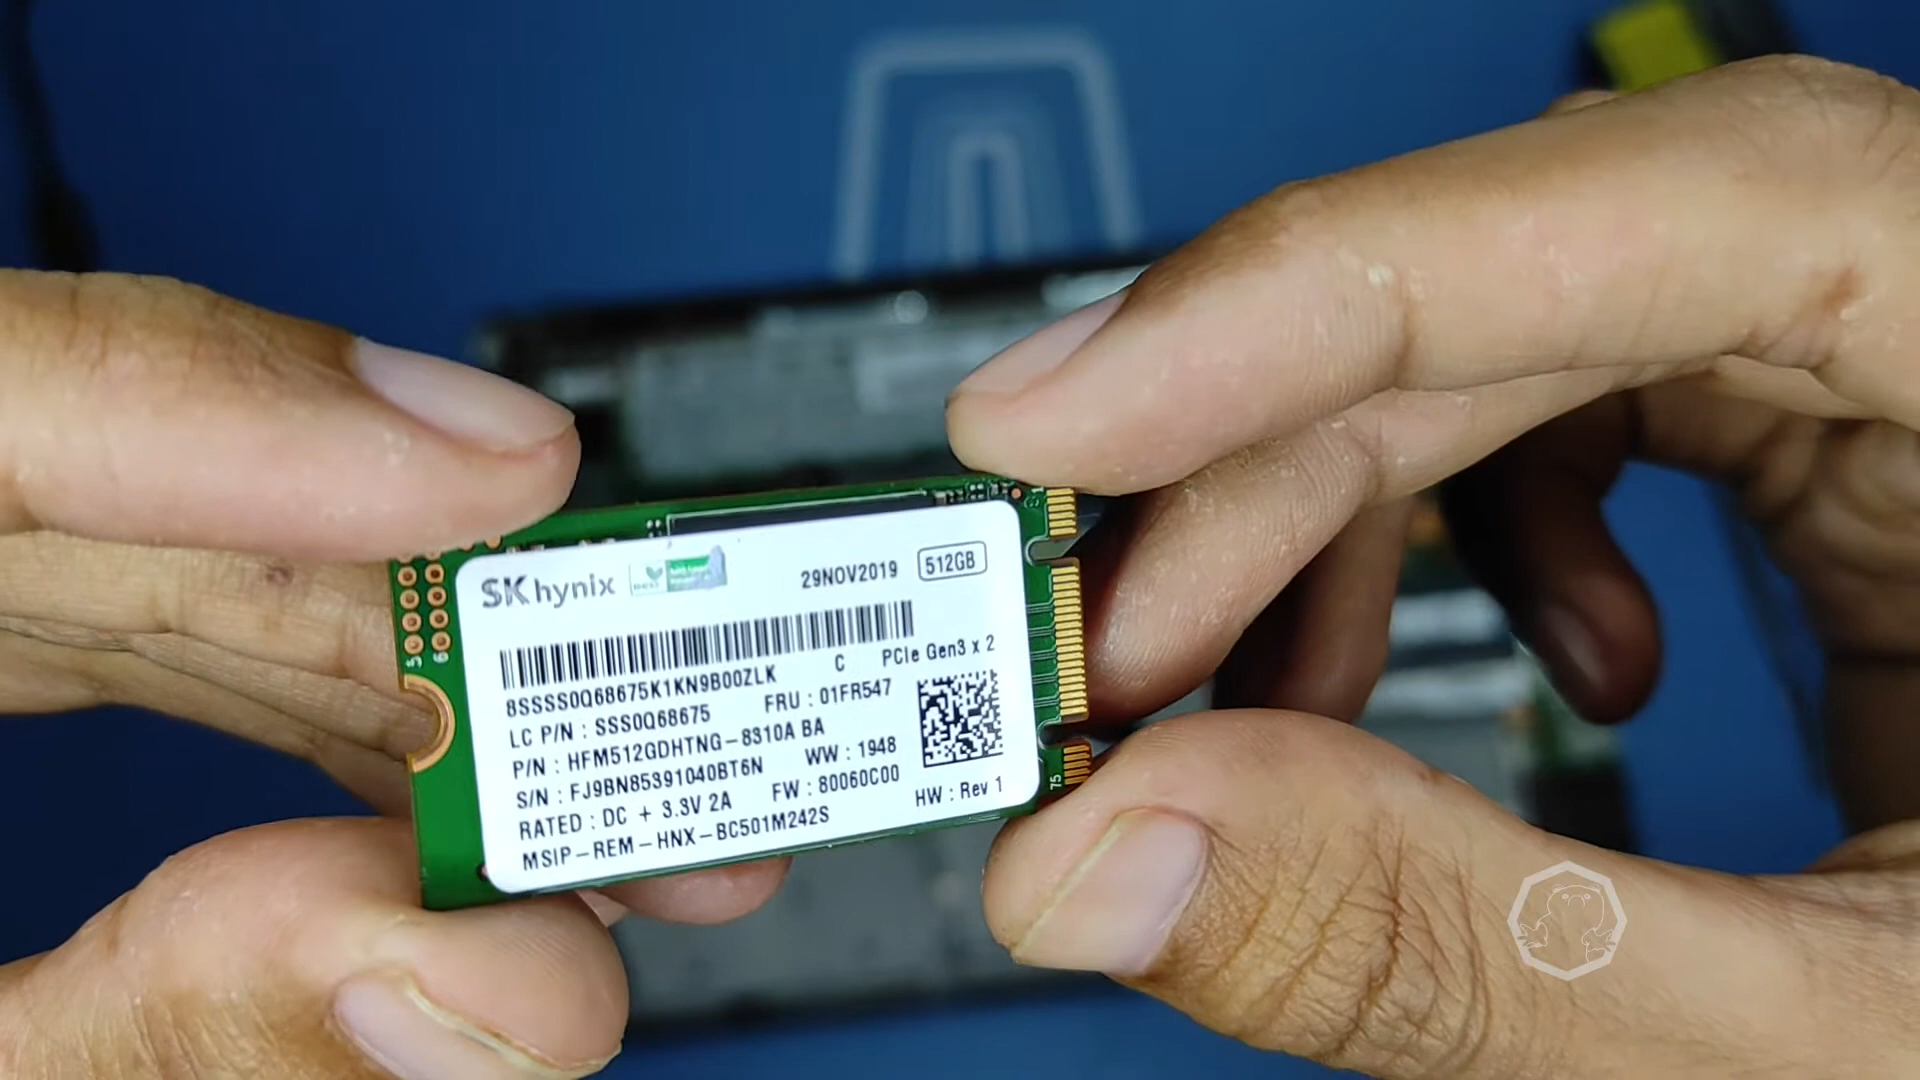 SK hynix
29NOV2019 512GB
8SSSS0Q68675K1KN9B00ZLK C PCIe Gen3 x 2
LC P/N : SSS0Q68675 FRU : 01FR547
P/N : HFM512GDHTNG-8310A BA
S/N : FJ9BN85391040BT6N WW : 1948
RATED : DC + 3.3V 2A FW : 80060C00
MSIP-REM-HNX-BC501M242S HW : Rev 1
5 6
75